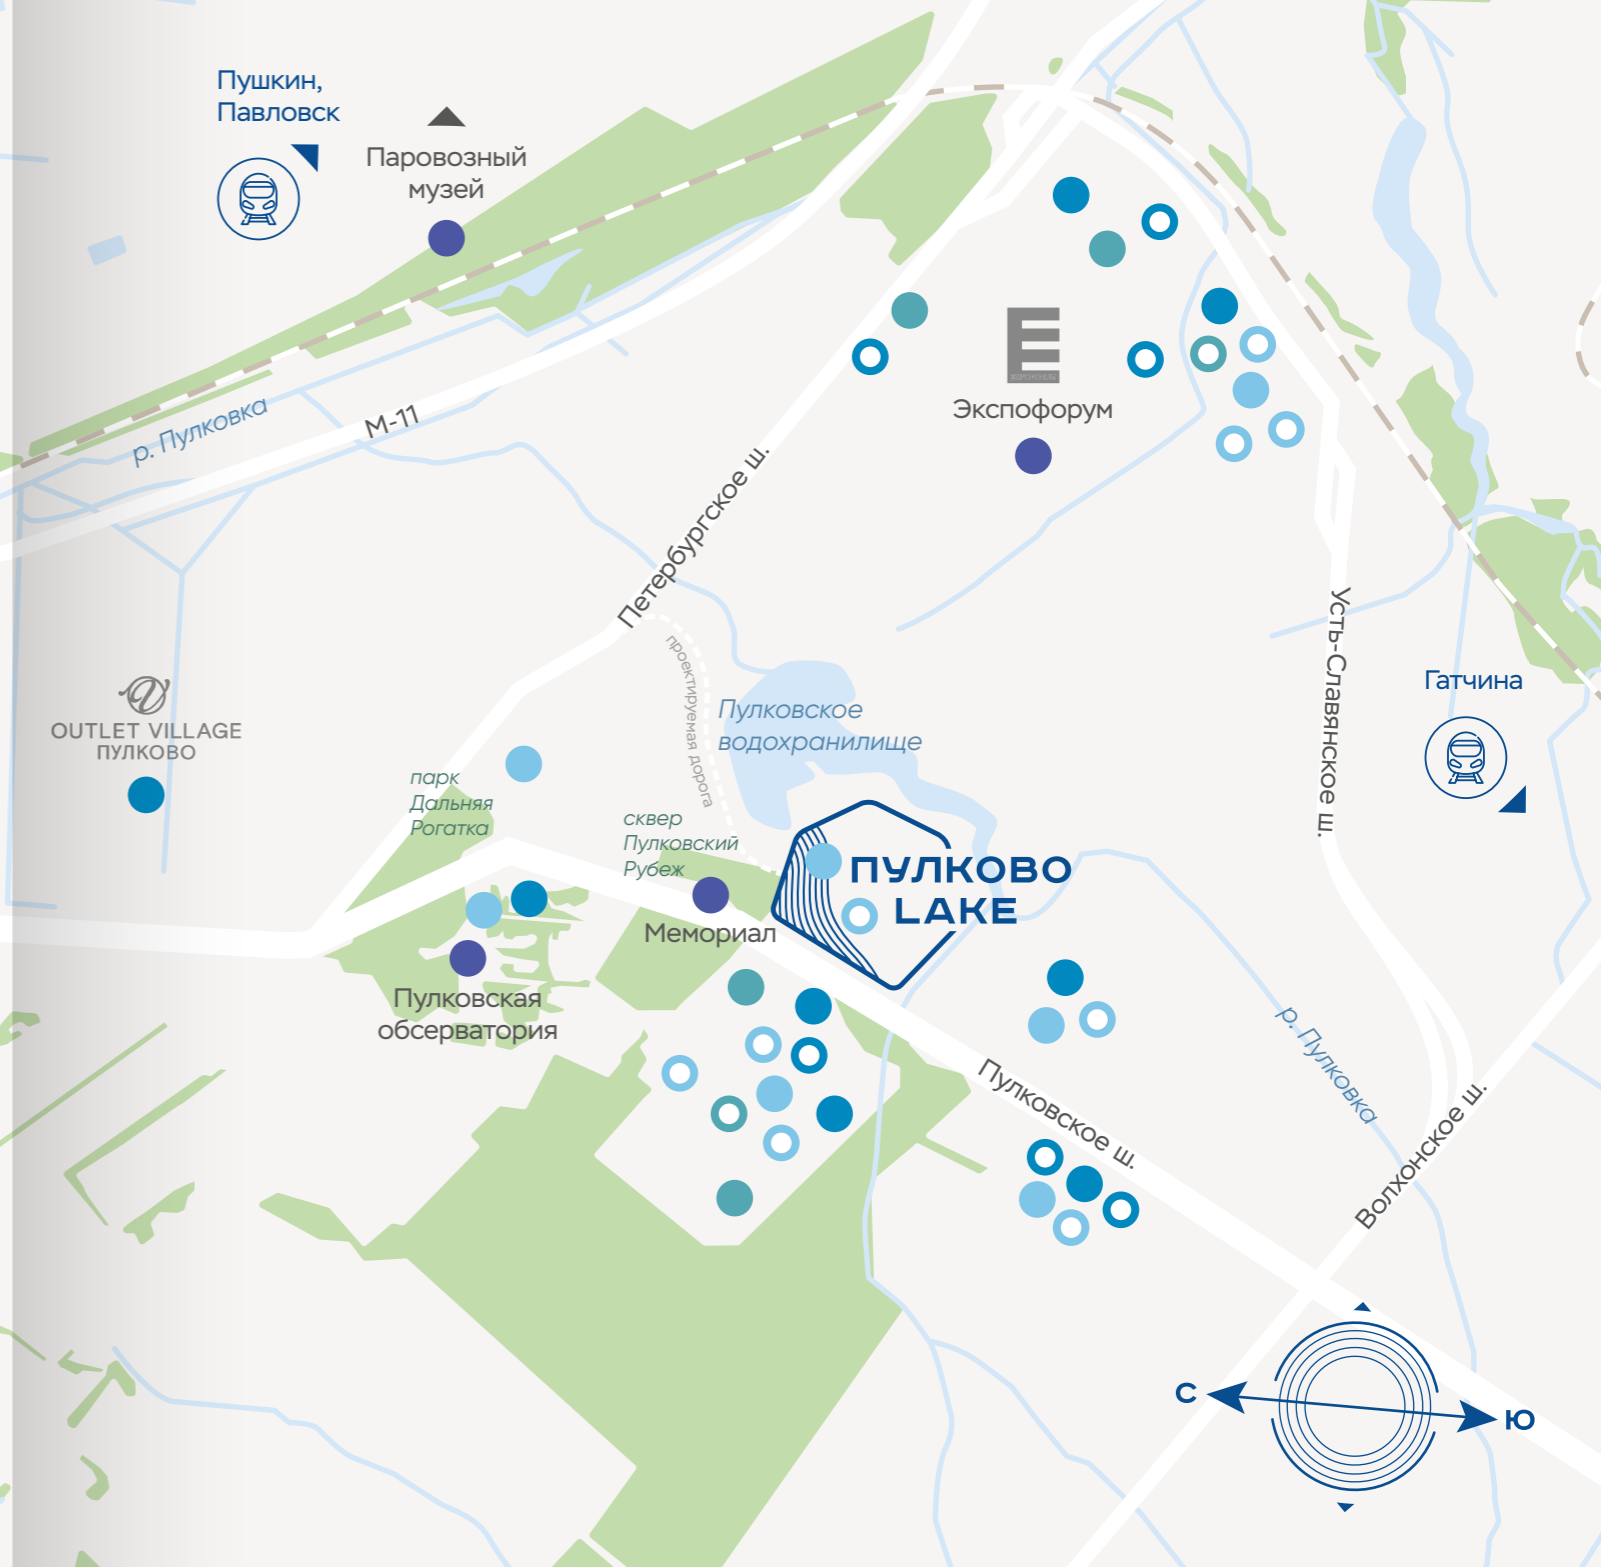 Пушкин,
Павловск
Паровозный
музей
р. Пулковка
М-11
Экспофорум
Петербургское ш.
проектируемая дорога
Усть-Славянское ш.
Гатчина
OUTLET VILLAGE
ПУЛКОВО
парк
Дальняя
Рогатка
Пулковское
водохранилище
сквер
Пулковский
Рубеж
ПУЛКОВО
LAKE
Мемориал
Пулковская
обсерватория
Пулковское ш.
р. Пулковка
Волхонское ш.
С
Ю